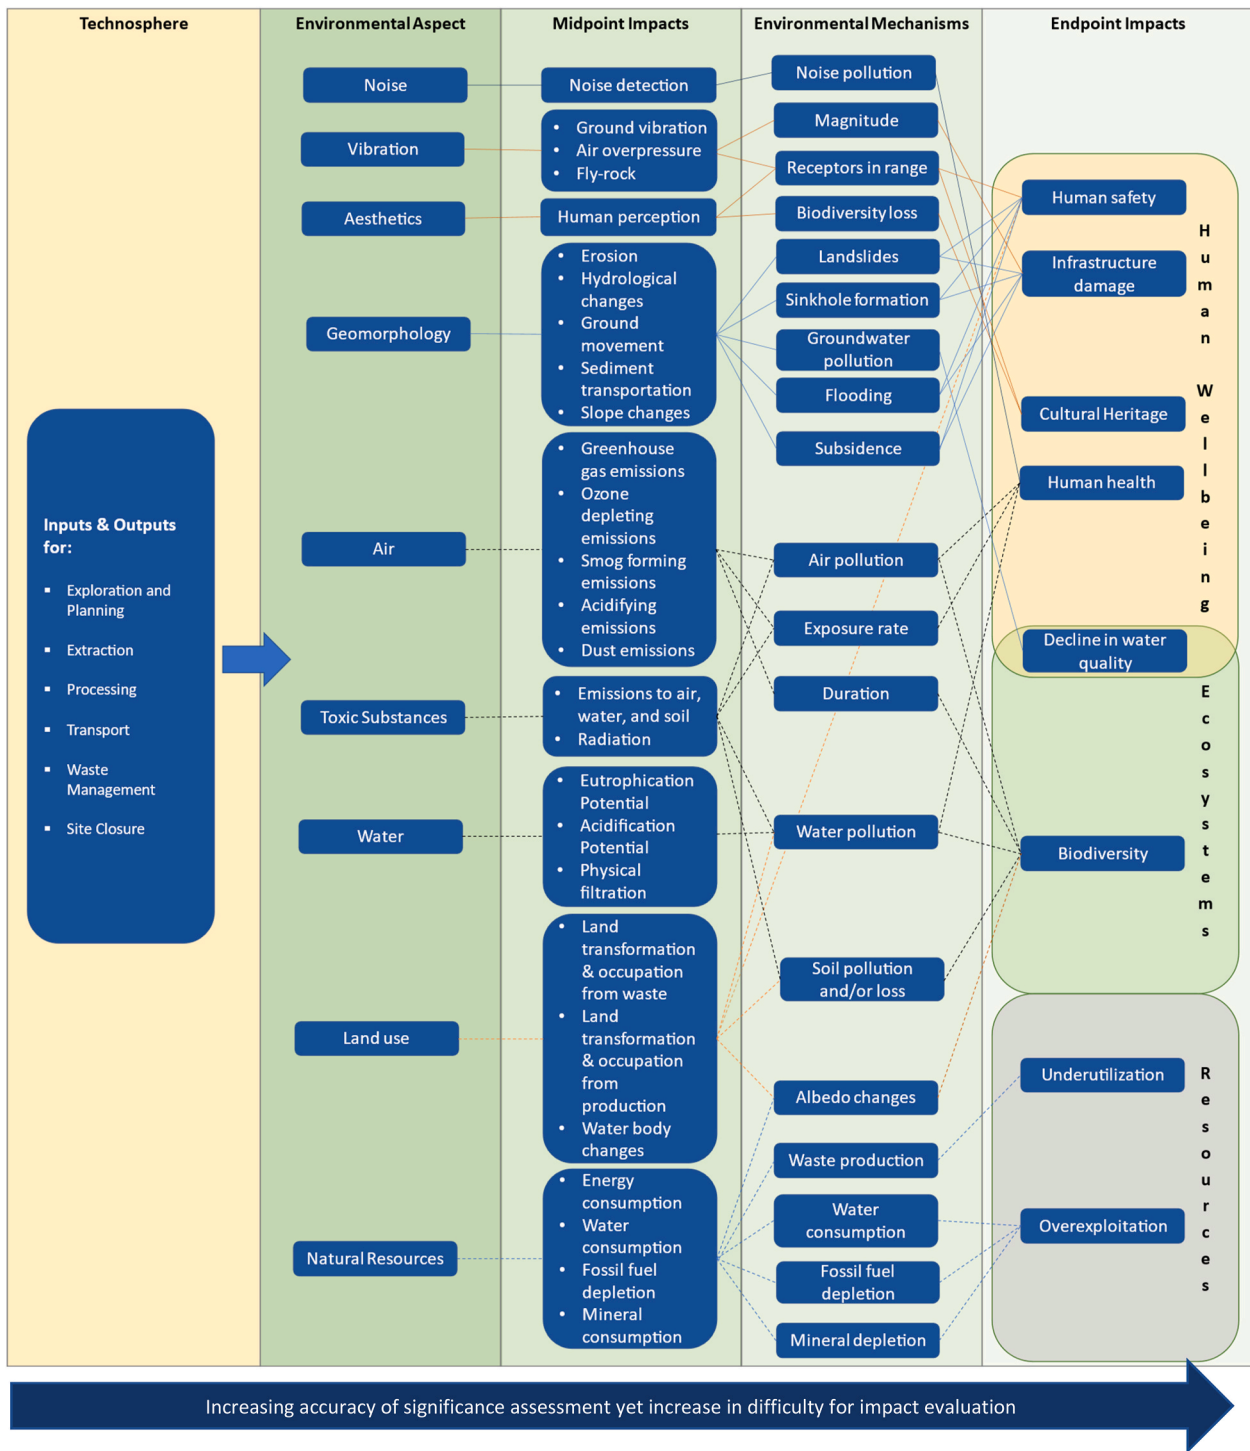 Technosphere
Environmental Aspect
Midpoint Impacts
Environmental Mechanisms
Endpoint Impacts
Inputs & Outputs
for:
Exploration and
Planning
Extraction
Processing
Transport
Waste
Management
Site Closure
Noise
Vibration
Aesthetics
Geomorphology
Air
Toxic Substances
Water
Land use
Natural Resources
Noise detection
• Ground vibration
• Air overpressure
• Fly-rock
Human perception
• Erosion
• Hydrological
changes
• Ground
movement
• Sediment
transportation
• Slope changes
• Greenhouse
gas emissions
• Ozone
depleting
emissions
• Smog forming
emissions
• Acidifying
emissions
• Dust emissions
• Emissions to air,
water, and soil
• Radiation
• Eutrophication
Potential
• Acidification
Potential
• Physical
filtration
• Land
transformation
& occupation
from waste
• Land
transformation
& occupation
from
production
• Water body
changes
• Energy
consumption
• Water
consumption
• Fossil fuel
depletion
• Mineral
consumption
Noise pollution
Magnitude
Receptors in range
Biodiversity loss
Landslides
Sinkhole formation
Groundwater
pollution
Flooding
Subsidence
Air pollution
Exposure rate
Duration
Water pollution
Soil pollution
and/or loss
Albedo changes
Waste production
Water
consumption
Fossil fuel
depletion
Mineral depletion
Human safety
Infrastructure
damage
Cultural Heritage
Human health
Decline in water
quality
Biodiversity
Underutilization
Overexploitation
Human Wellbeing
Ecosystems
Resources
Increasing accuracy of significance assessment yet increase in difficulty for impact evaluation